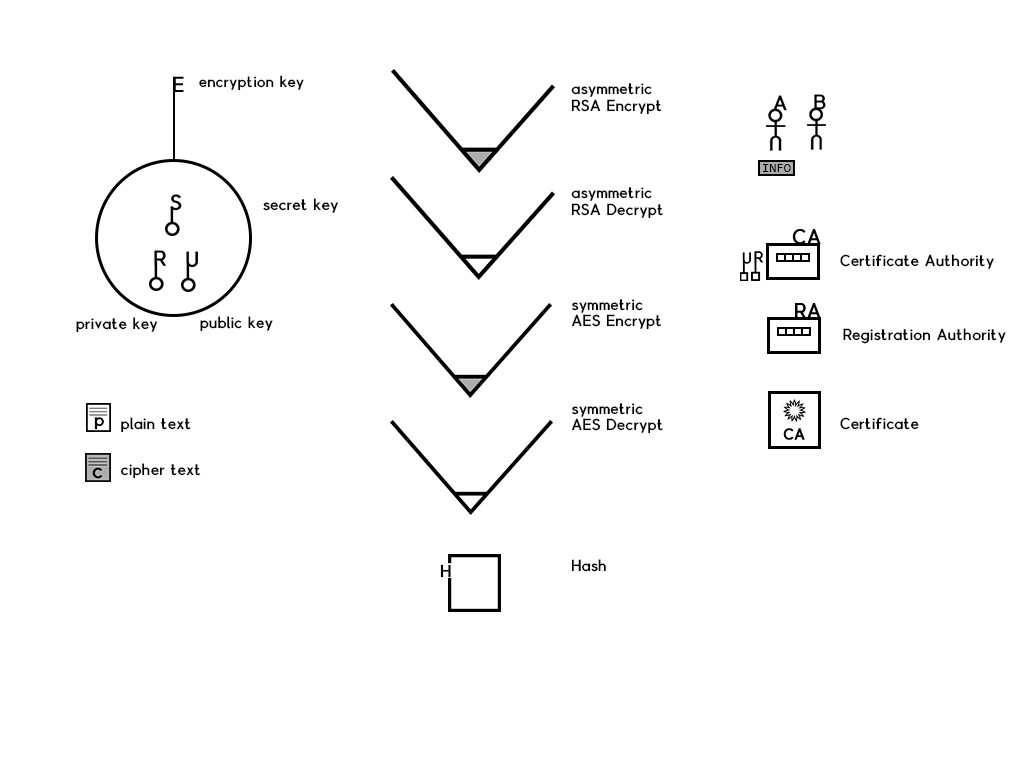 E encryption key
S
secret key
R µ
private key
public key
p plain text
c cipher text
asymmetric
RSA Encrypt
asymmetric
RSA Decrypt
symmetric
AES Encrypt
symmetric
AES Decrypt
H
Hash
A B
INFO
CA
µR
Certificate Authority
RA
Registration Authority
CA
Certificate